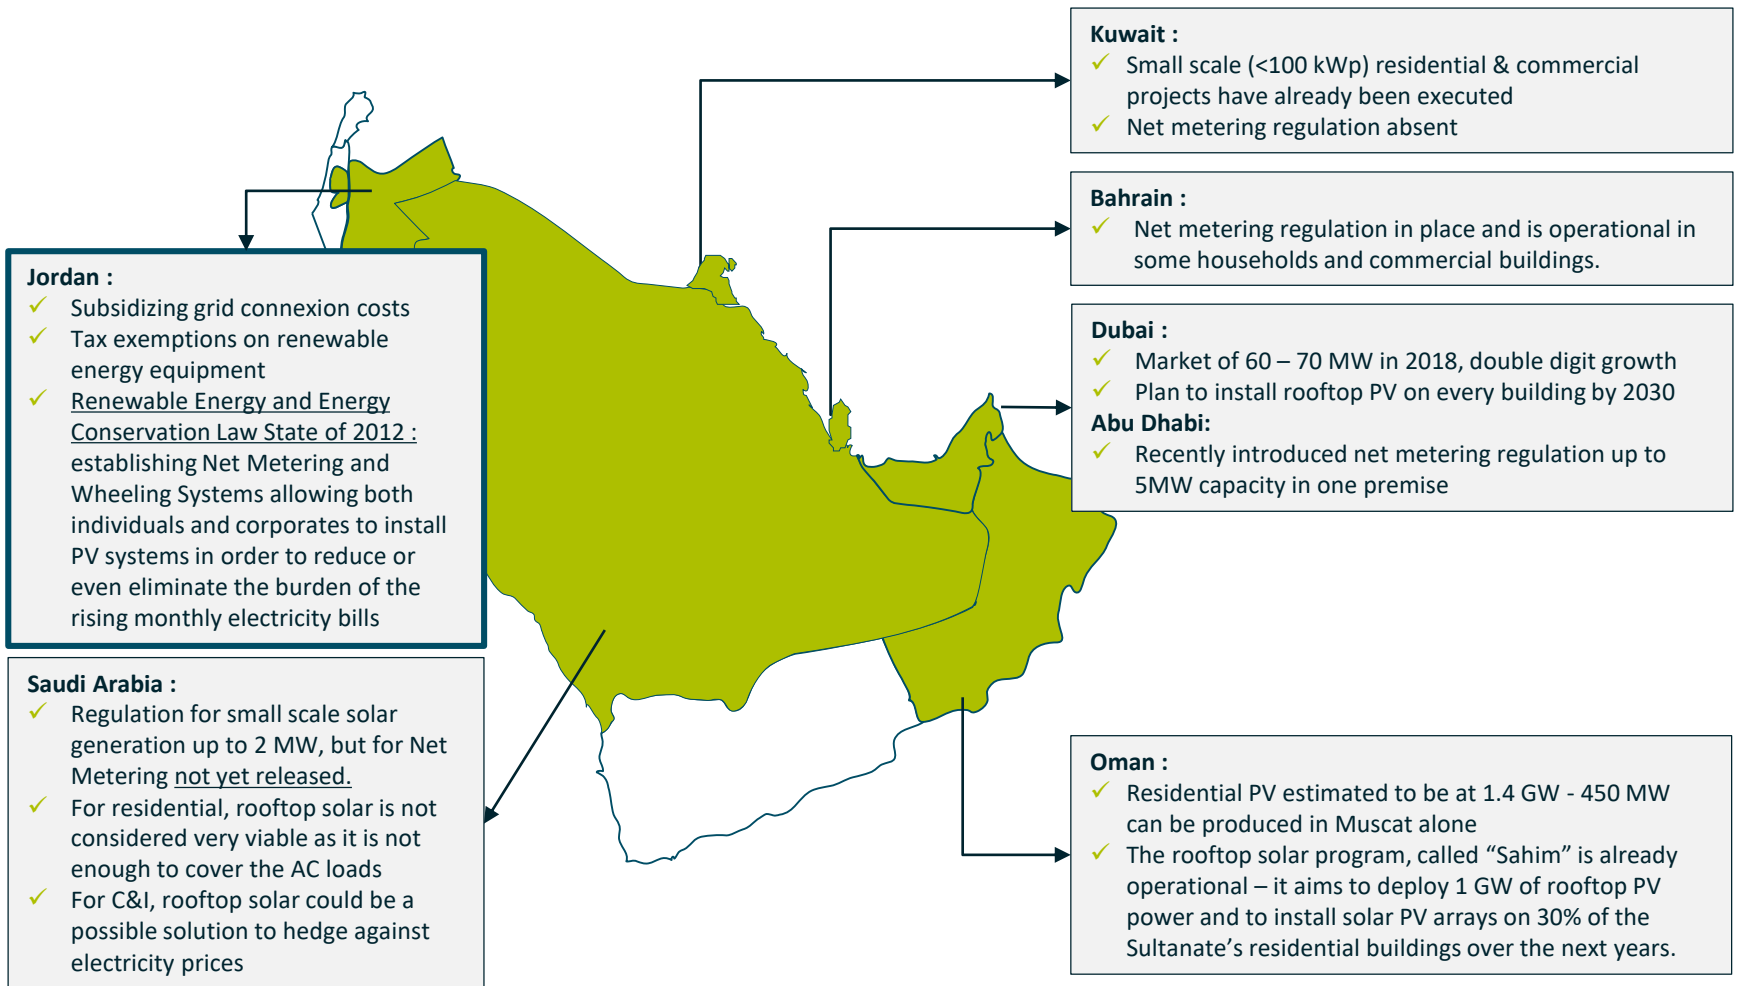 Kuwait :
✓ Small scale (<100 kWp) residential & commercial
projects have already been executed
✓ Net metering regulation absent
Bahrain :
✓ Net metering regulation in place and is operational in
some households and commercial buildings.
Dubai :
✓ Market of 60 – 70 MW in 2018, double digit growth
✓ Plan to install rooftop PV on every building by 2030
Abu Dhabi:
✓ Recently introduced net metering regulation up to
5MW capacity in one premise
Jordan :
✓ Subsidizing grid connexion costs
✓ Tax exemptions on renewable
energy equipment
✓ Renewable Energy and Energy
Conservation Law State of 2012 :
establishing Net Metering and
Wheeling Systems allowing both
individuals and corporates to install
PV systems in order to reduce or
even eliminate the burden of the
rising monthly electricity bills
Saudi Arabia :
✓ Regulation for small scale solar
generation up to 2 MW, but for Net
Metering not yet released.
✓ For residential, rooftop solar is not
considered very viable as it is not
enough to cover the AC loads
✓ For C&I, rooftop solar could be a
possible solution to hedge against
electricity prices
Oman :
✓ Residential PV estimated to be at 1.4 GW - 450 MW
can be produced in Muscat alone
✓ The rooftop solar program, called “Sahim” is already
operational – it aims to deploy 1 GW of rooftop PV
power and to install solar PV arrays on 30% of the
Sultanate’s residential buildings over the next years.